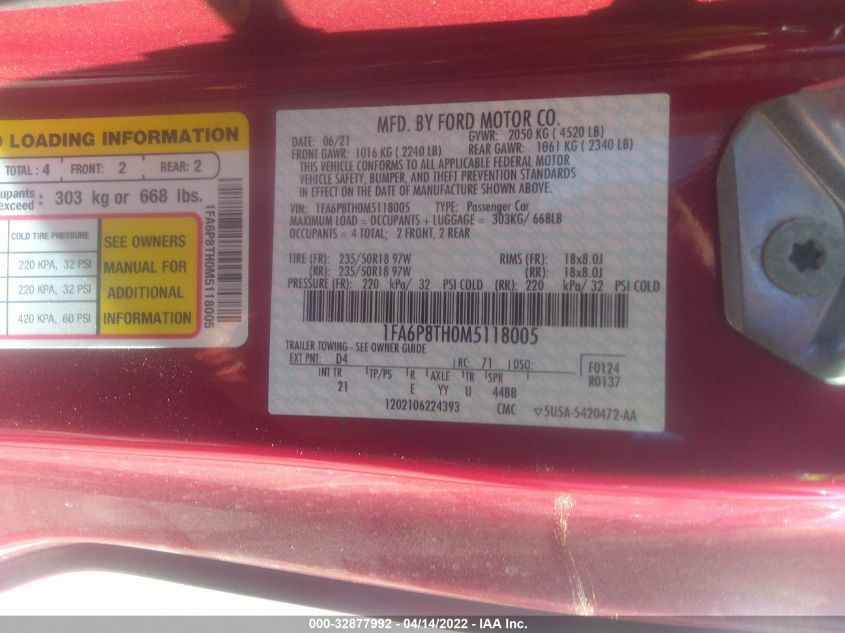 O LOADING INFORMATION
TOTAL : 4 FRONT: 2 REAR: 2
upants exceed : 303 kg or 668 lbs.
COLD TIRE PRESSURE
220 KPA, 32 PSI
220 KPA, 32 PSI
420 KPA, 60 PSI
SEE OWNERS
MANUAL FOR
ADDITIONAL
INFORMATION
1FA6P8TH0M5118005
MFD. BY FORD MOTOR CO.
DATE: 06/21 GVWR: 2050 KG (4520 LB)
FRONT GAWR: 1016 KG (2240 LB) REAR GAWR: 1061 KG (2340 LB)
THIS VEHICLE CONFORMS TO ALL APPLICABLE FEDERAL MOTOR
VEHICLE SAFETY, BUMPER, AND THEFT PREVENTION STANDARDS
IN EFFECT ON THE DATE OF MANUFACTURE SHOWN ABOVE.
VIN: 1FA6P8TH0M5118005 TYPE: Passenger Car
MAXIMUM LOAD = OCCUPANTS + LUGGAGE = 303KG/ 668LB
OCCUPANTS = 4 TOTAL; 2 FRONT, 2 REAR
TIRE (FR): 235/50R18 97W RIMS (FR): 18x8.0J
(RR): 235/50R18 97W (RR): 18x8.0J
PRESSURE (FR): 220 kPa/ 32 PSI COLD (RR): 220 kPa/ 32 PSI COLD
1FA6P8TH0M5118005
TRAILER TOWING - SEE OWNER GUIDE
EXT PNT: D4 RC: 71 DSO: F0124
INT TR TP/PS R AXLE TR SPR R0137
21 E YY U 44BB
1202106224393 CMC 5U5A-5420472-AA
000-32877992 - 04/14/2022 - IAA Inc.